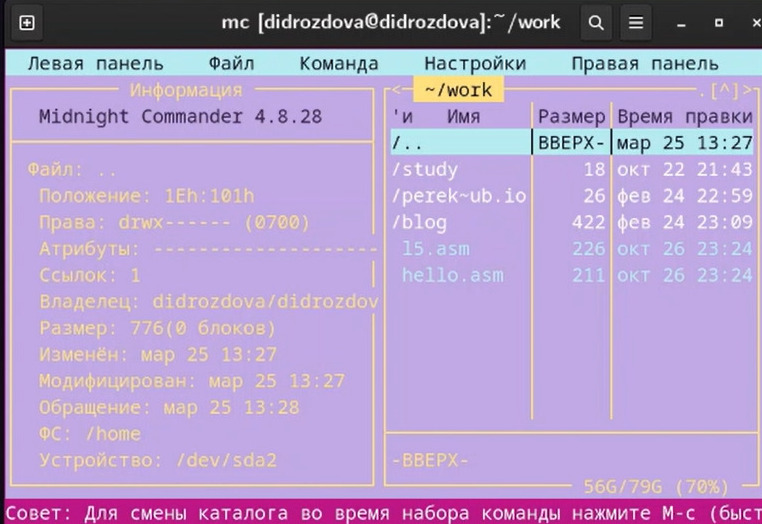 mc [didrozdova@didrozdova]:~/work
Левая панель Файл Команда Настройки Правая панель
Информация
Midnight Commander 4.8.28
Файл: ..
Положение: 1Eh:101h
Права: drwx------ (0700)
Атрибуты: --------------------
Ссылок: 1
Владелец: didrozdova/didrozdov
Размер: 776(0 блоков)
Изменён: мар 25 13:27
Модифицирован: мар 25 13:27
Обращение: мар 25 13:28
ФС: /home
Устройство: /dev/sda2
<─ ~/work .[^]>
'и Имя Размер Время правки
/.. ВВЕРХ- мар 25 13:27
/study 18 окт 22 21:43
/perek~ub.io 26 фев 24 22:59
/blog 422 фев 24 23:09
l5.asm 226 окт 26 23:24
hello.asm 211 окт 26 23:24
-ВВЕРХ-
56G/79G (70%)
Совет: Для смены каталога во время набора команды нажмите M-c (быст